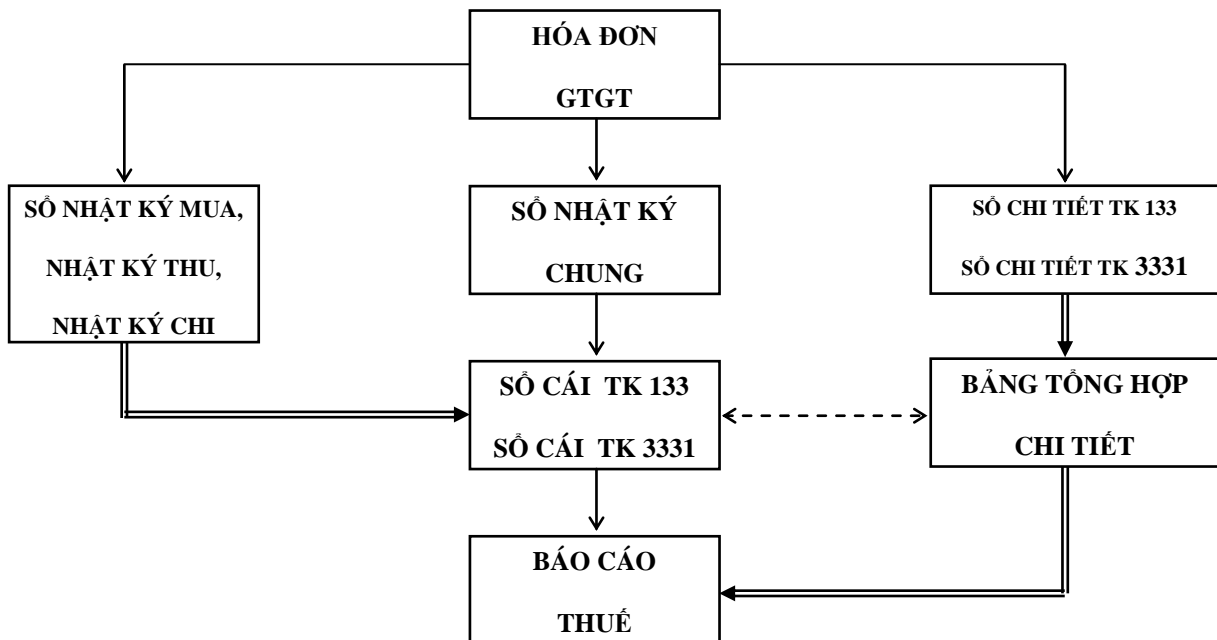 HÓA ĐƠN
GTGT
SỔ NHẬT KÝ MUA,
NHẬT KÝ THU,
NHẬT KÝ CHI
SỔ NHẬT KÝ
CHUNG
SỔ CHI TIẾT TK 133
SỔ CHI TIẾT TK 3331
SỔ CÁI TK 133
SỔ CÁI TK 3331
BẢNG TỔNG HỢP
CHI TIẾT
BÁO CÁO
THUẾ